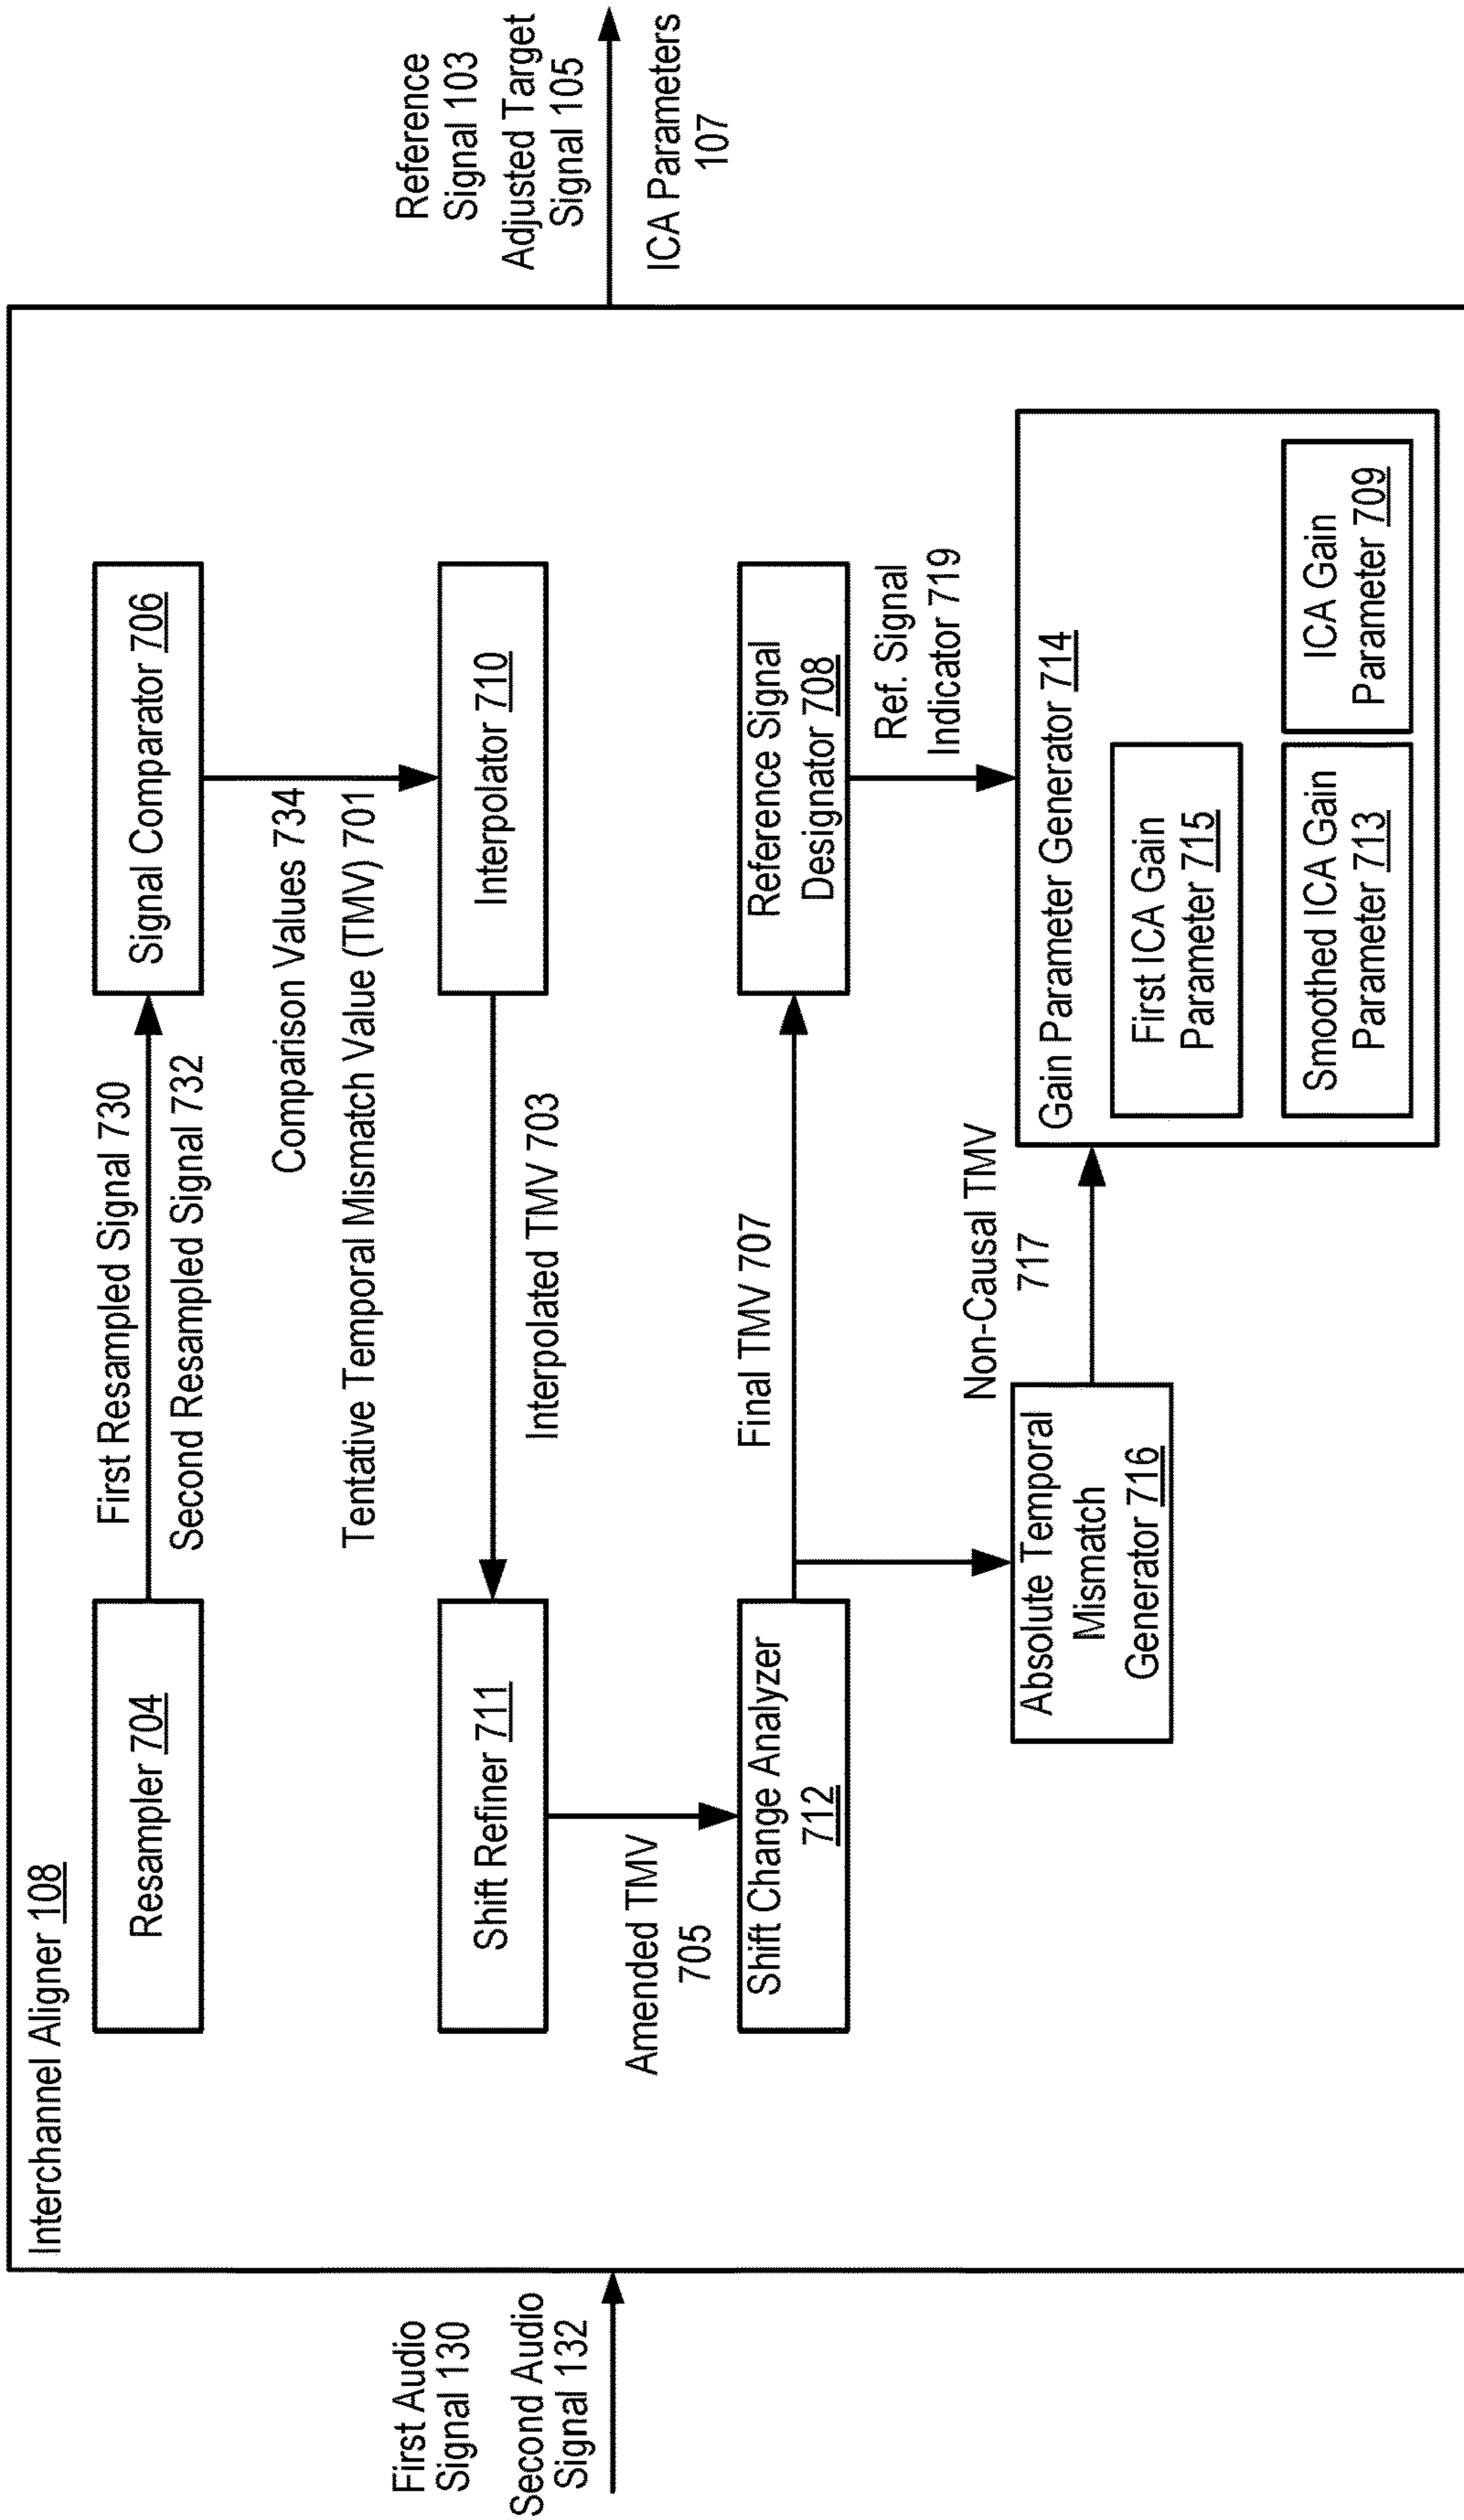 Interchannel Aligner 108
First Audio
Signal 130
Second Audio
Signal 132
Resampler 704
First Resampled Signal 730
Second Resampled Signal 732
Signal Comparator 706
Comparison Values 734
Tentative Temporal Mismatch Value (TMV) 701
Shift Refiner 711
Interpolated TMV 703
Interpolator 710
Amended TMV
705
Shift Change Analyzer
712
Final TMV 707
Reference Signal
Designator 708
Ref. Signal
Indicator 719
Absolute Temporal
Mismatch
Generator 716
Non-Causal TMV
717
Gain Parameter Generator 714
First ICA Gain
Parameter 715
Smoothed ICA Gain
Parameter 713
ICA Gain
Parameter 709
Reference
Signal 103
Adjusted Target
Signal 105
ICA Parameters
107